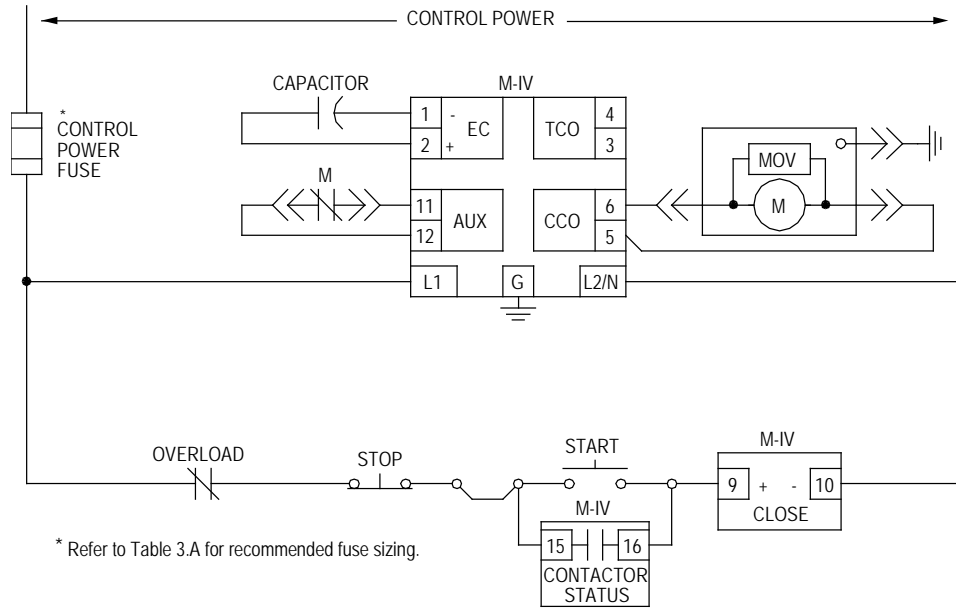 CONTROL POWER
CAPACITOR
M-IV
*
CONTROL
POWER
FUSE
1 - EC TCO 4
2 + 3
M
MOV
11 AUX CCO 6
M
12 5
L1 G L2/N
OVERLOAD
STOP
START
M-IV
9 + - 10
CLOSE
M-IV
15 16
CONTACTOR
STATUS
* Refer to Table 3.A for recommended fuse sizing.